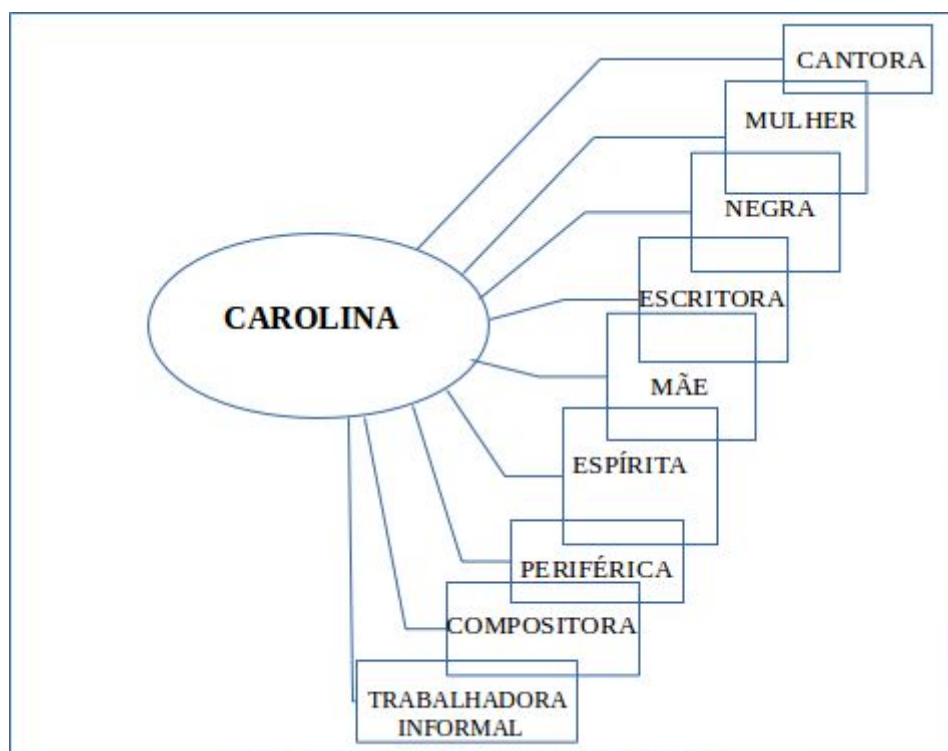 CANTORA
MULHER
NEGRA
CAROLINA
ESCRITORA
MÃE
ESPÍRITA
PERIFÉRICA
COMPOSITORA
TRABALHADORA
INFORMAL